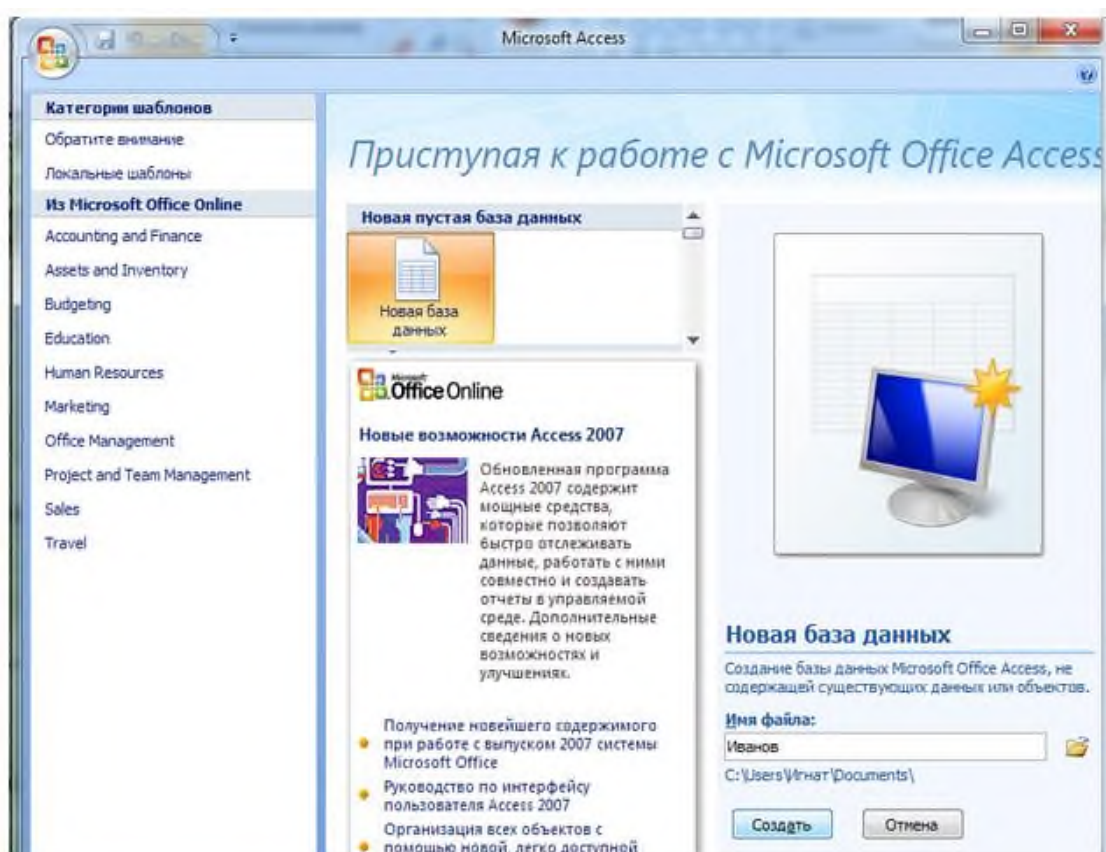 Microsoft Access
Категории шаблонов
Обратите внимание
Локальные шаблоны
Из Microsoft Office Online
Accounting and Finance
Assets and Inventory
Budgeting
Education
Human Resources
Marketing
Office Management
Project and Team Management
Sales
Travel
Приступая к работе с Microsoft Office Access
Новая пустая база данных
Новая база
данных
Microsoft
Office Online
Новые возможности Access 2007
Обновленная программа
Access 2007 содержит
мощные средства,
которые позволяют
быстро отслеживать
данные, работать с ними
совместно и создавать
отчеты в управляемой
среде. Дополнительные
сведения о новых
возможностях и
улучшениях.
Получение новейшего содержимого
при работе с выпуском 2007 системы
Microsoft Office
Руководство по интерфейсу
пользователя Access 2007
Организация всех объектов с
помощью новой, легко доступной
Новая база данных
Создание базы данных Microsoft Office Access, не
содержащей существующих данных или объектов.
Имя файла:
Иванов
C:\Users\Игнат\Documents\
Создать
Отмена